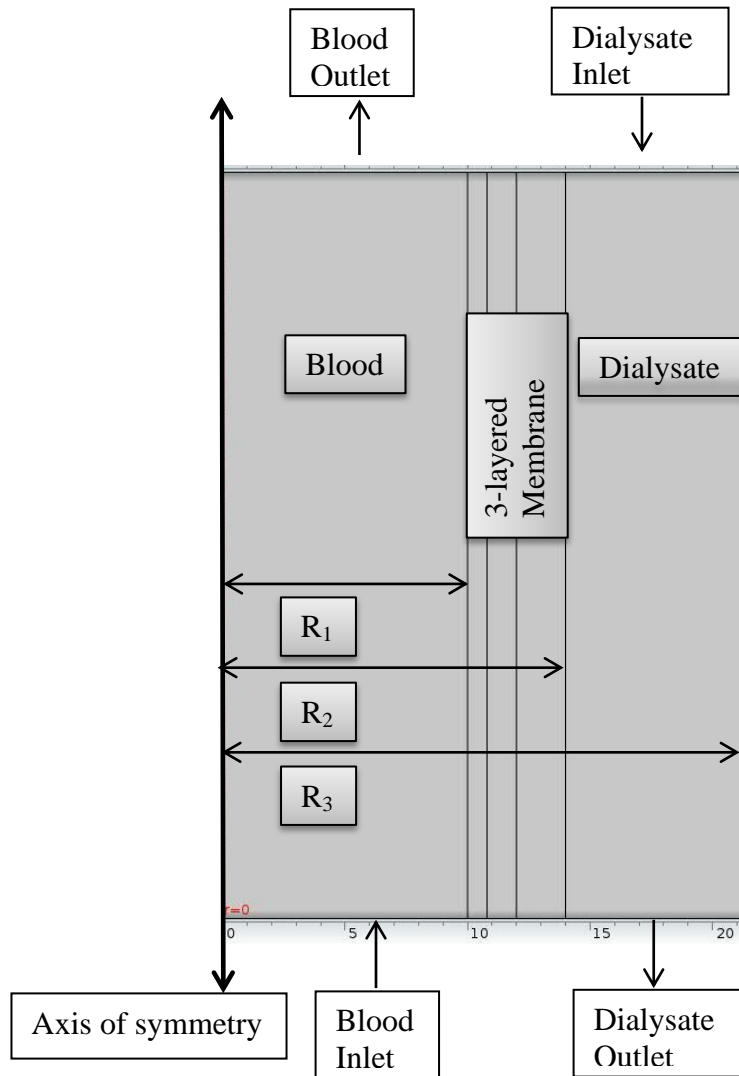 Blood
Outlet
Dialysate
Inlet
Blood
3-layered
Membrane
Dialysate
R₁
R₂
R₃
r=0
0 5 10 15 20
Axis of symmetry
Blood
Inlet
Dialysate
Outlet